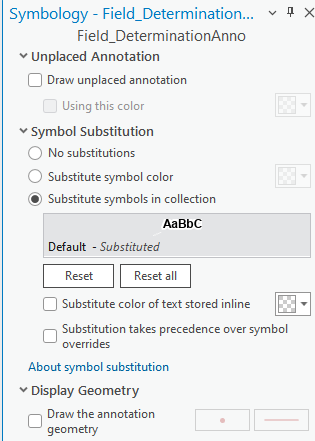 Symbology - Field_Determination...
Field_DeterminationAnno
Unplaced Annotation
Draw unplaced annotation
Using this color
Symbol Substitution
No substitutions
Substitute symbol color
Substitute symbols in collection
AaBbC
Default - Substituted
Reset Reset all
Substitute color of text stored inline
Substitution takes precedence over symbol
overrides
About symbol substitution
Display Geometry
Draw the annotation
geometry